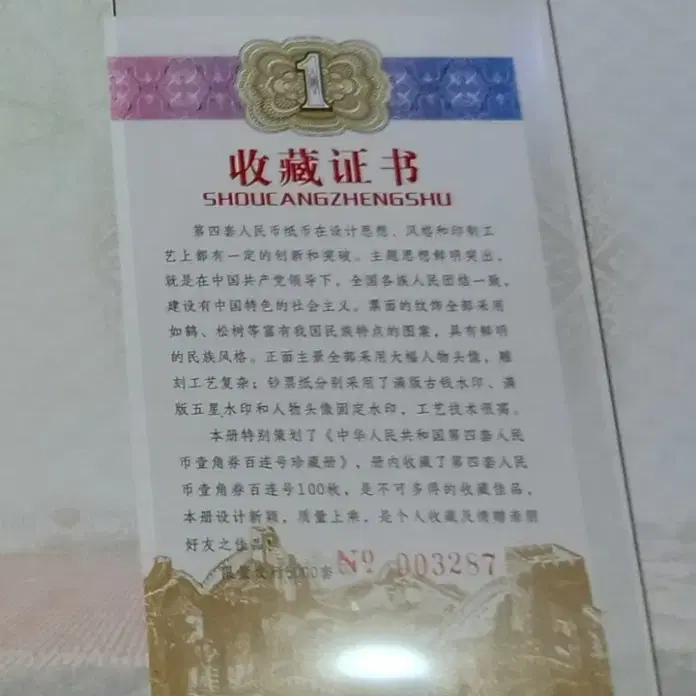 1
收藏证书
SHOUCANGZHENGSHU
第四套人民币纸币在设计思想、风格和印制工
艺上都有一定的创新和突破。主题思想鲜明突出，
就是在中国共产党领导下，全国各族人民团结一致，
建设有中国特色的社会主义。票面的纹饰全部采用
如鹤、松树等富有我国民族特点的图案，具有鲜明
的民族风格。正面主景全部采用大幅人物头像，雕
刻工艺复杂；钞票纸分别采用了满版古钱水印、满
版五星水印和人物头像固定水印，工艺技术很高。
本册特别策划了《中华人民共和国第四套人民
币壹角券百连号珍藏册》，册内收藏了第四套人民
币壹角券百连号100枚，是不可多得的收藏佳品。
本册设计新颖，质量上乘，是个人收藏及馈赠亲朋
好友之佳品
限量发行5000套 № 003287